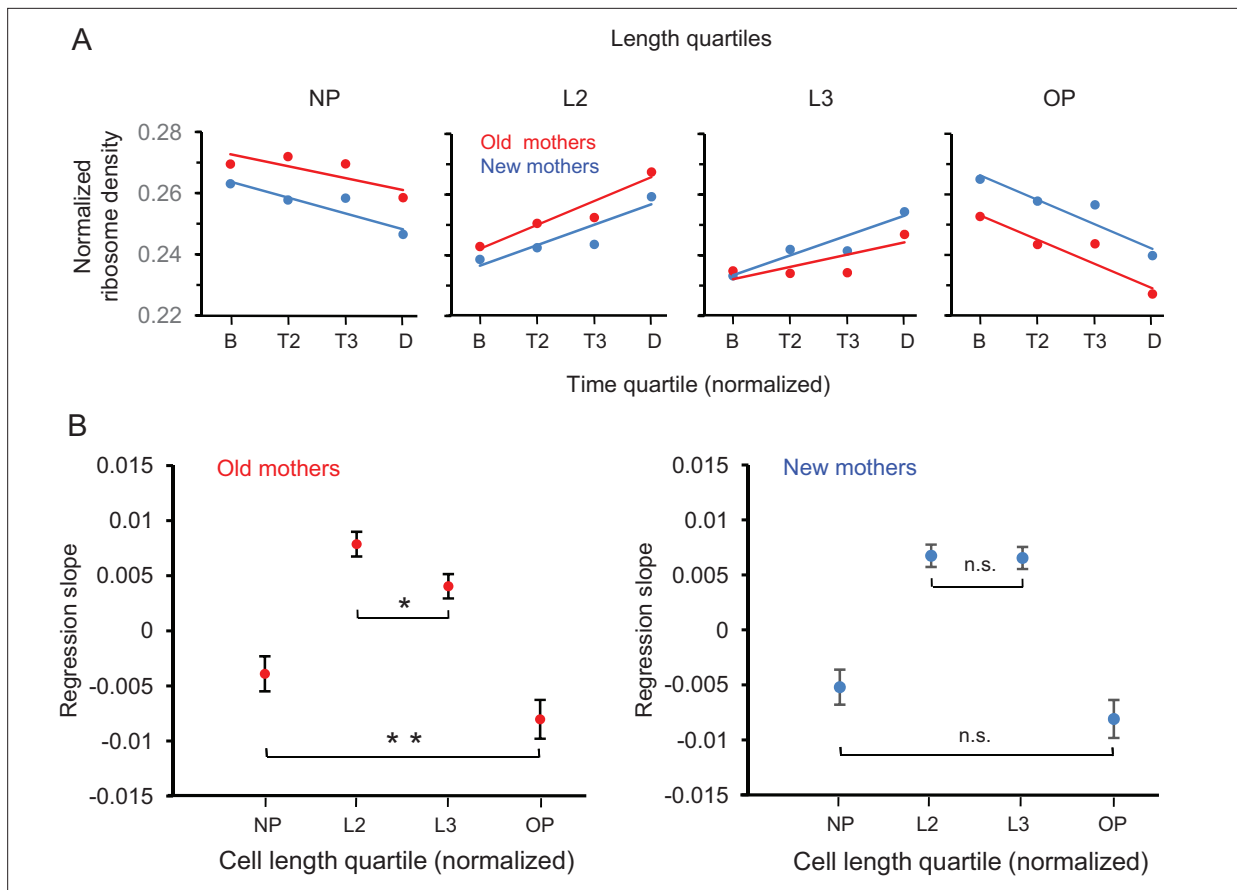 A
Length quartiles
NP
L2
L3
OP
Normalized
ribosome density
0.28
0.26
0.24
0.22
Old mothers
New mothers
B T2 T3 D
B T2 T3 D
B T2 T3 D
B T2 T3 D
Time quartile (normalized)
B
Regression slope
0.015
0.01
0.005
0
-0.005
-0.01
-0.015
Old mothers
*
* *
NP L2 L3 OP
Cell length quartile (normalized)
Regression slope
0.015
0.01
0.005
0
-0.005
-0.01
-0.015
New mothers
n.s.
n.s.
NP L2 L3 OP
Cell length quartile (normalized)